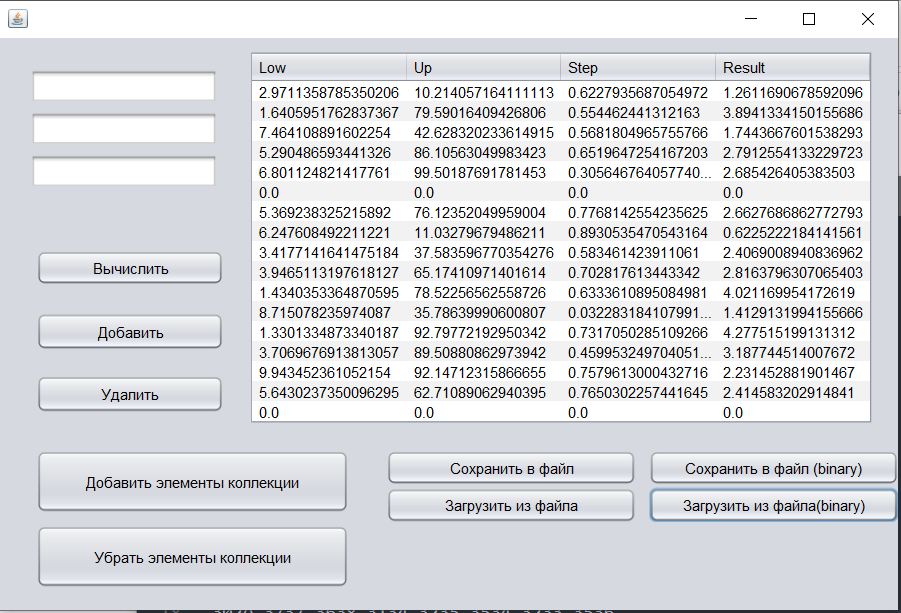 Low Up Step Result
2.9711358785350206 10.214057164111113 0.6227935687054972 1.2611690678592096
1.6405951762837367 79.59016409426806 0.554462441312163 3.8941334150155686
7.464108891602254 42.628320233614915 0.5681804965755766 1.7443667601538293
5.290486593441326 86.10563049983423 0.6519647254167203 2.7912554133229723
6.801124821417761 99.50187691781453 0.305646764057740... 2.685426405383503
0.0 0.0 0.0 0.0
5.369238325215892 76.12352049959004 0.7768142554235625 2.6627686862772793
6.247608492211221 11.03279679486211 0.8930535470543164 0.6225222184141561
3.4177141641475184 37.583596770354276 0.583461423911061 2.4069008940836962
3.9465113197618127 65.17410971401614 0.702817613443342 2.8163796307065403
1.4340353364870595 78.52256562558726 0.6333610895084981 4.021169954172619
8.715078235974087 35.78639990600807 0.032283184107991... 1.4129131994155666
1.3301334873340187 92.79772192950342 0.7317050285109266 4.277515199131312
3.7069676913813057 89.50880862973942 0.459953249704051... 3.187744514007672
9.943452361052154 92.14712315866655 0.7579613000432716 2.231452881901467
5.6430237350096295 62.71089062940395 0.7650302257441645 2.414583202914841
0.0 0.0 0.0 0.0
Вычислить
Добавить
Удалить
Добавить элементы коллекции
Убрать элементы коллекции
Сохранить в файл Сохранить в файл (binary)
Загрузить из файла Загрузить из файла(binary)